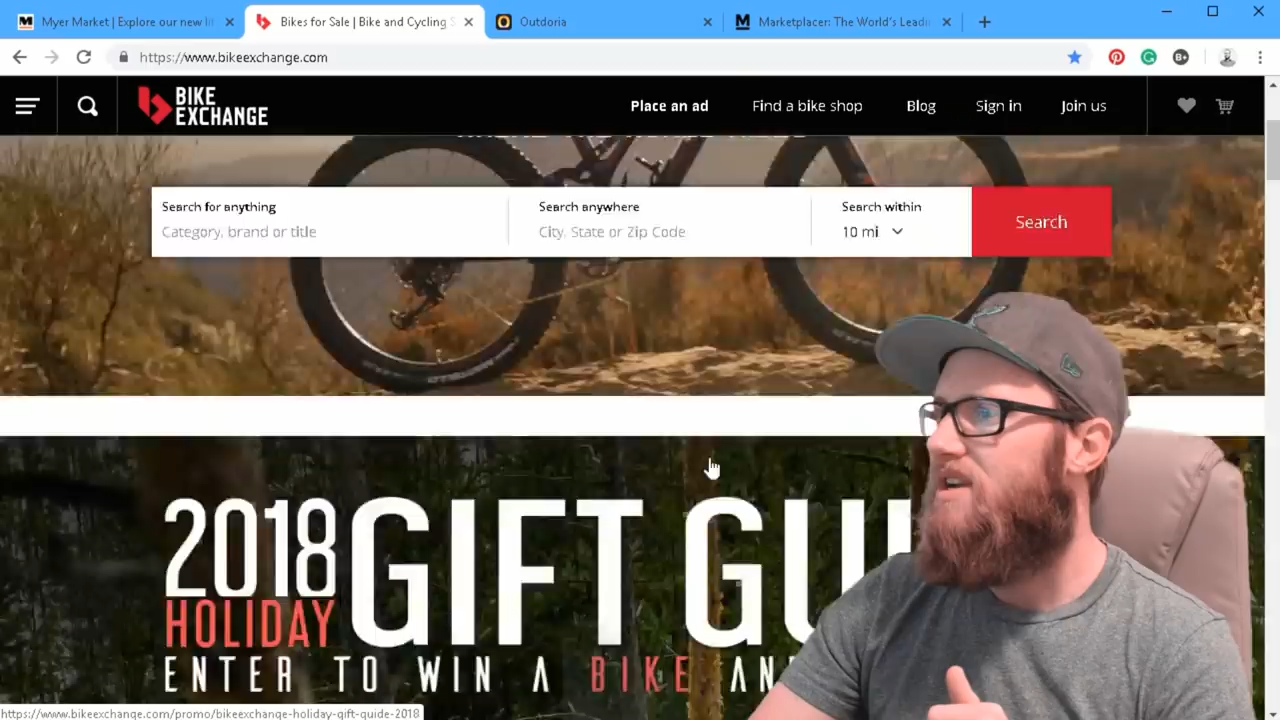 Myer Market | Explore our new
Bikes for Sale | Bike and Cycling
Outdoria
Marketplacer: The World's Leadi
https://www.bikeexchange.com
BIKE
EXCHANGE
Place an ad
Find a bike shop
Blog
Sign in
Join us
Search for anything
Category, brand or title
Search anywhere
City, State or Zip Code
Search within
10 mi
Search
2018
HOLIDAY
GIFT GU
ENTER TO WIN A BIKE AN
https://www.bikeexchange.com/promo/bikeexchange-holiday-gift-guide-2018